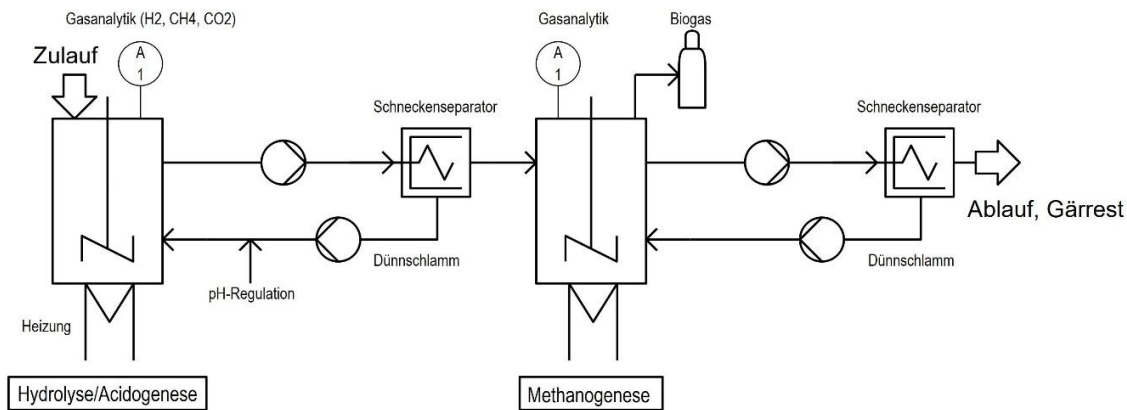 Gasanalytik (H2, CH4, CO2)
Gasanalytik
Biogas
Zulauf
A
1
A
1
Schneckenseparator
Schneckenseparator
Ablauf, Gärrest
Dünnschlamm
Dünnschlamm
pH-Regulation
Heizung
Hydrolyse/Acidogenese
Methanogenese